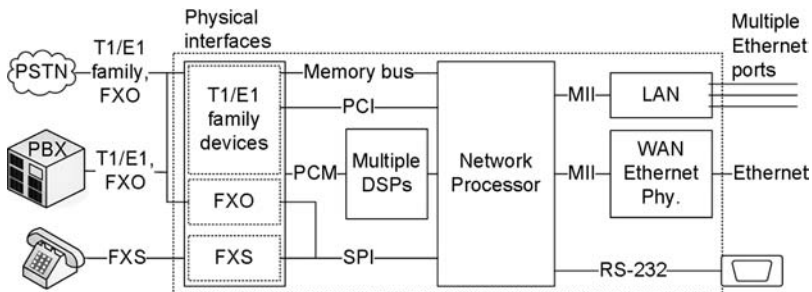 Physical
interfaces
Multiple
Ethernet
ports
PSTN
T1/E1
family,
FXO
T1/E1
family
devices
Memory bus
PCI
MII
LAN
PBX
T1/E1,
FXO
PCM
Multiple
DSPs
Network
Processor
MII
WAN
Ethernet
Phy.
Ethernet
FXO
FXS
FXS
SPI
RS-232